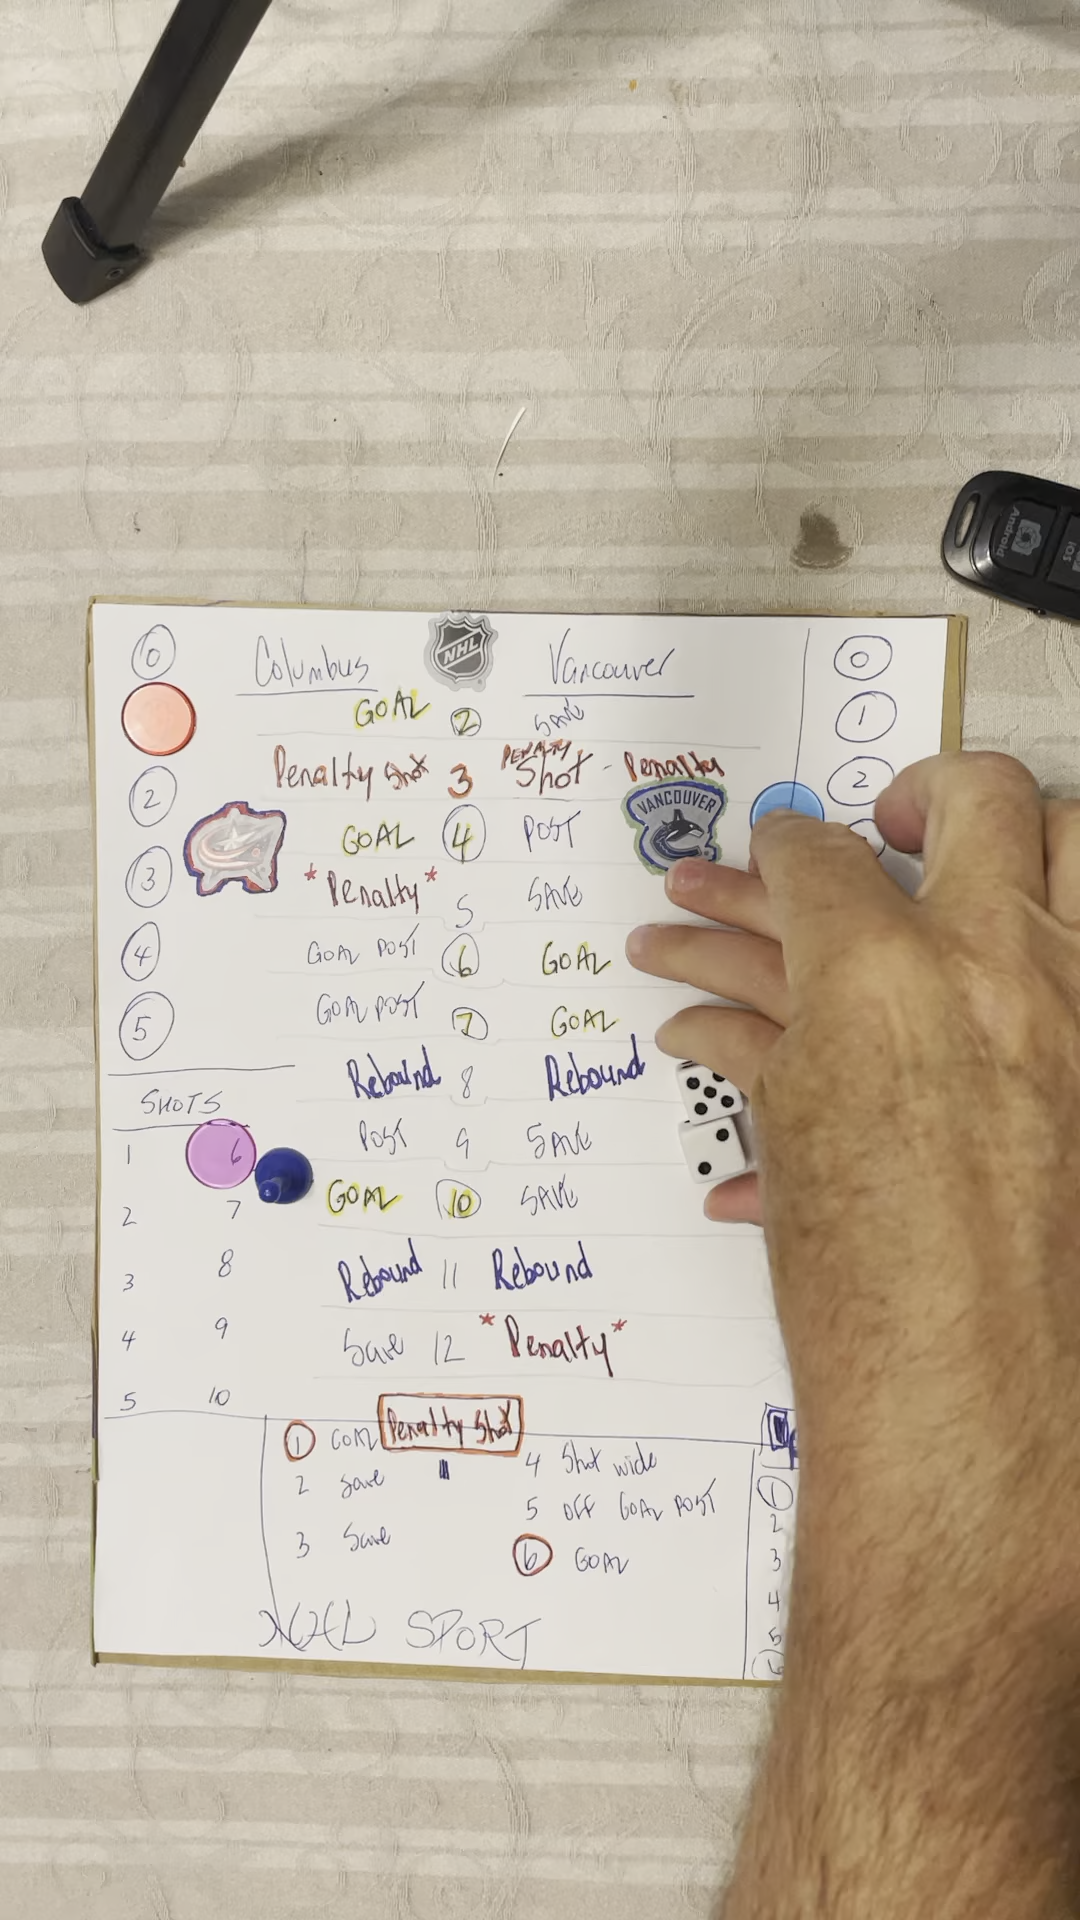 0 Columbus NHL Vancouver 0
GOAL 2 SAVE 1
Penalty Shot 3 PENALTY Shot - Penalty
2 VANCOUVER 2
GOAL 4 POST
3 *Penalty* 5 SAVE
4 GOAL POST 6 GOAL
5 GOAL POST 7 GOAL
Rebound 8 Rebound
SHOTS
1 6 POST 9 SAVE
2 7 GOAL 10 SAVE
3 8 Rebound 11 Rebound
4 9 Save 12 *Penalty*
5 10
Penalty Shot
1 GOAL 4 Shot wide
2 Save 5 OFF GOAL POST
3 Save 6 GOAL
1
2
3
4
5
6
NHL SPORT
Android
iOS